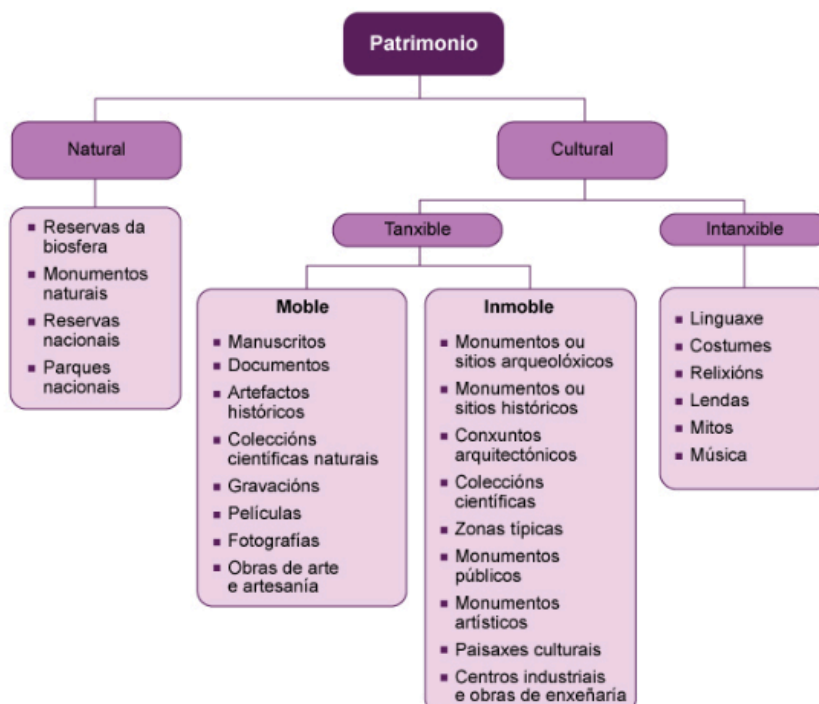 Patrimonio
Natural
Cultural
▪ Reservas da
biosfera
▪ Monumentos
naturais
▪ Reservas
nacionais
▪ Parques
nacionais
Tanxible
Intanxible
Moble
▪ Manuscritos
▪ Documentos
▪ Artefactos
históricos
▪ Coleccións
científicas naturais
▪ Gravacións
▪ Películas
▪ Fotografías
▪ Obras de arte
e artesanía
Inmoble
▪ Monumentos ou
sitios arqueolóxicos
▪ Monumentos ou
sitios históricos
▪ Conxuntos
arquitectónicos
▪ Coleccións
científicas
▪ Zonas típicas
▪ Monumentos
públicos
▪ Monumentos
artísticos
▪ Paisaxes culturais
▪ Centros industriais
e obras de enxeñaría
▪ Linguaxe
▪ Costumes
▪ Relixións
▪ Lendas
▪ Mitos
▪ Música